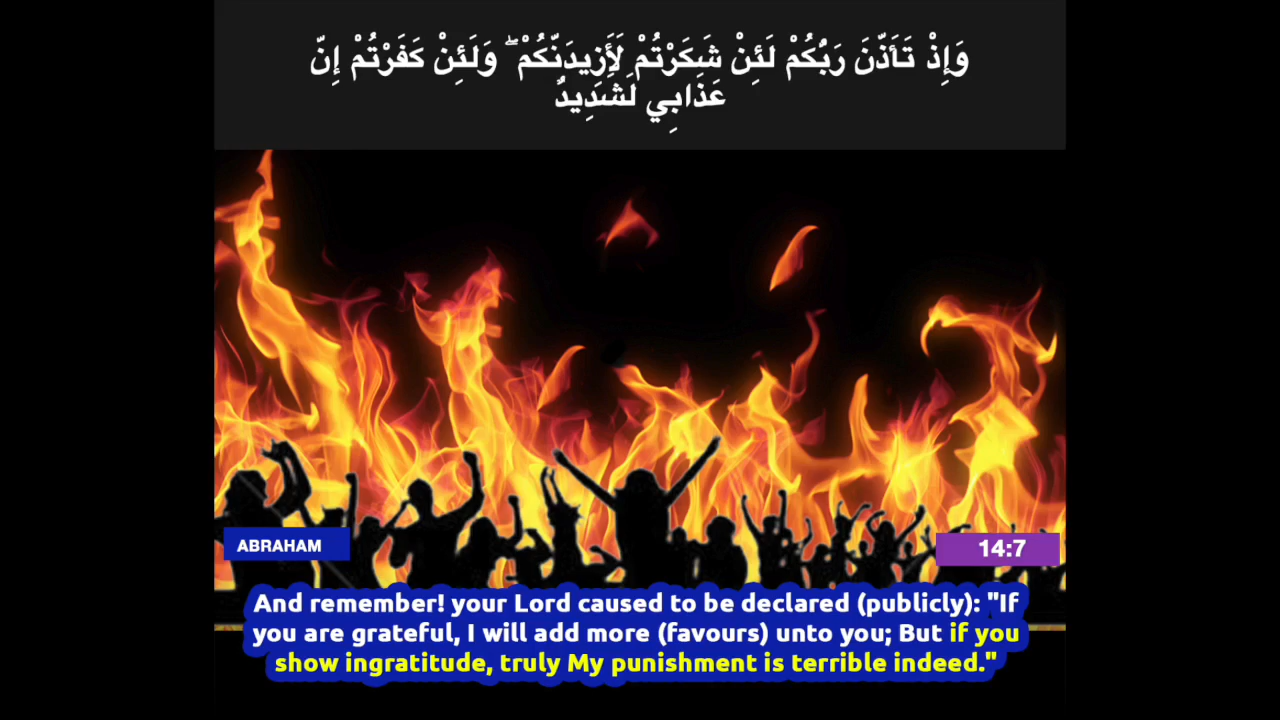 وَإِذْ تَأَذَّنَ رَبُّكُمْ لَئِنْ شَكَرْتُمْ لَأَزِيدَنَّكُمْ ۖ وَلَئِنْ كَفَرْتُمْ إِنَّ
عَذَابِي لَشَدِيدٌ
ABRAHAM
14:7
And remember! your Lord caused to be declared (publicly): "If
you are grateful, I will add more (favours) unto you; But if you
show ingratitude, truly My punishment is terrible indeed."